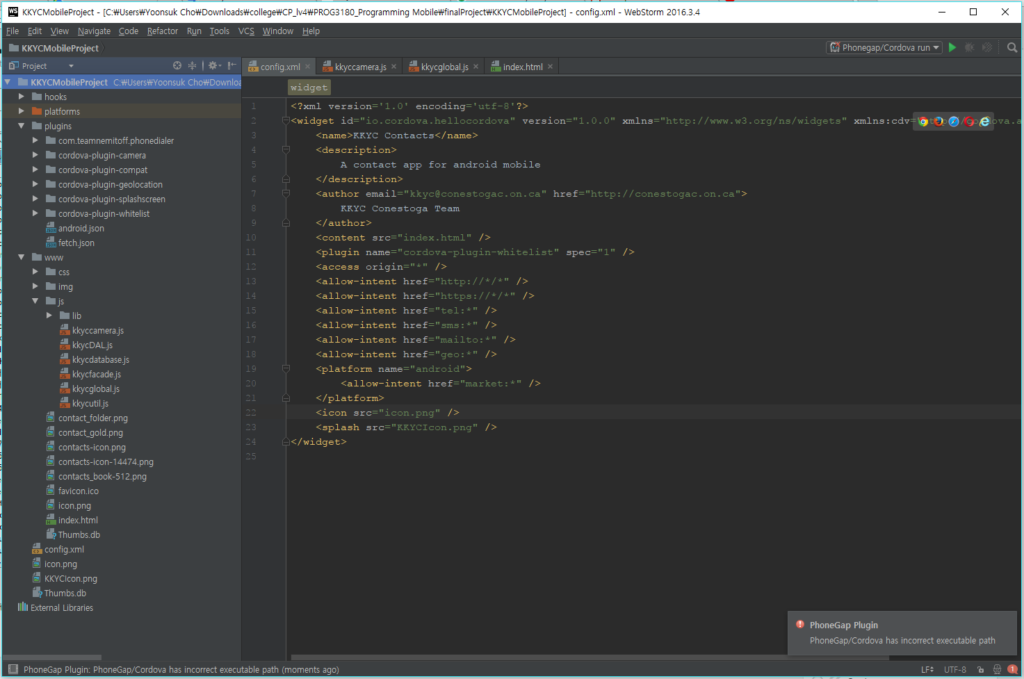 KKYCMobileProject - [C:₩Users₩Yoonsuk Cho₩Downloads₩college₩CP_lv4₩PROG3180_Programming Mobile₩finalProject₩KKYCMobileProject] - config.xml - WebStorm 2016.3.4
File Edit View Navigate Code Refactor Run Tools VCS Window Help
KKYCMobileProject
Phonegap/Cordova run
Project
config.xml
kkyccamera.js
kkycglobal.js
index.html
KKYCMobileProject C:₩Users₩Yoonsuk Cho₩Downloa
hooks
platforms
plugins
com.teamnemitoff.phonedialer
cordova-plugin-camera
cordova-plugin-compat
cordova-plugin-geolocation
cordova-plugin-splashscreen
cordova-plugin-whitelist
android.json
fetch.json
www
css
img
js
lib
kkyccamera.js
kkycDAL.js
kkycdatabase.js
kkycfacade.js
kkycglobal.js
kkycutil.js
contact_folder.png
contact_gold.png
contacts-icon.png
contacts-icon-14474.png
contacts_book-512.png
favicon.ico
icon.png
index.html
Thumbs.db
config.xml
icon.png
KKYCIcon.png
Thumbs.db
External Libraries
widget
1 <?xml version='1.0' encoding='utf-8'?>
2 <widget id="io.cordova.hellocordova" version="1.0.0" xmlns="http://www.w3.org/ns/widgets" xmlns:cdv=
3 <name>KKYC Contacts</name>
4 <description>
5 A contact app for android mobile
6 </description>
7 <author email="kkyc@conestogac.on.ca" href="http://conestogac.on.ca">
8 KKYC Conestoga Team
9 </author>
10 <content src="index.html" />
11 <plugin name="cordova-plugin-whitelist" spec="1" />
12 <access origin="*" />
13 <allow-intent href="http://*/*" />
14 <allow-intent href="https://*/*" />
15 <allow-intent href="tel:*" />
16 <allow-intent href="sms:*" />
17 <allow-intent href="mailto:*" />
18 <allow-intent href="geo:*" />
19 <platform name="android">
20 <allow-intent href="market:*" />
21 </platform>
22 <icon src="icon.png" />
23 <splash src="KKYCIcon.png" />
24 </widget>
25
PhoneGap Plugin
PhoneGap/Cordova has incorrect executable path
PhoneGap Plugin: PhoneGap/Cordova has incorrect executable path (moments ago)
LF÷ UTF-8